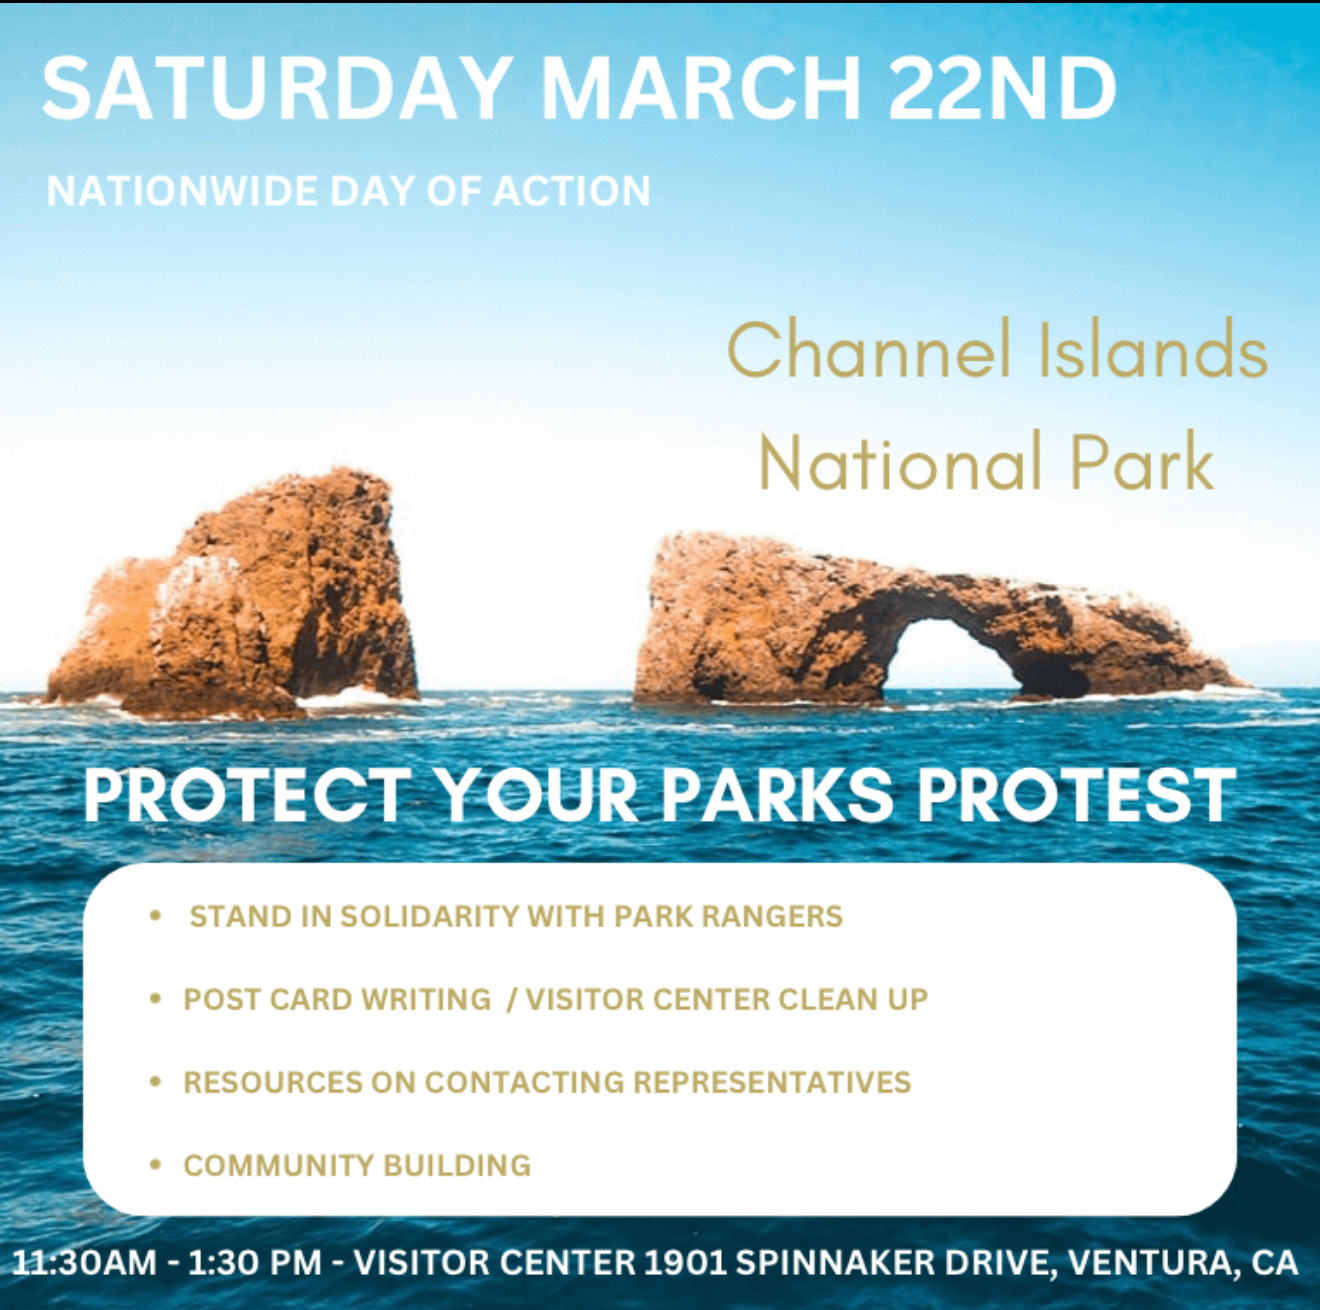 SATURDAY MARCH 22ND
NATIONWIDE DAY OF ACTION
Channel Islands
National Park
PROTECT YOUR PARKS PROTEST
• STAND IN SOLIDARITY WITH PARK RANGERS
• POST CARD WRITING / VISITOR CENTER CLEAN UP
• RESOURCES ON CONTACTING REPRESENTATIVES
• COMMUNITY BUILDING
11:30AM - 1:30 PM - VISITOR CENTER 1901 SPINNAKER DRIVE, VENTURA, CA